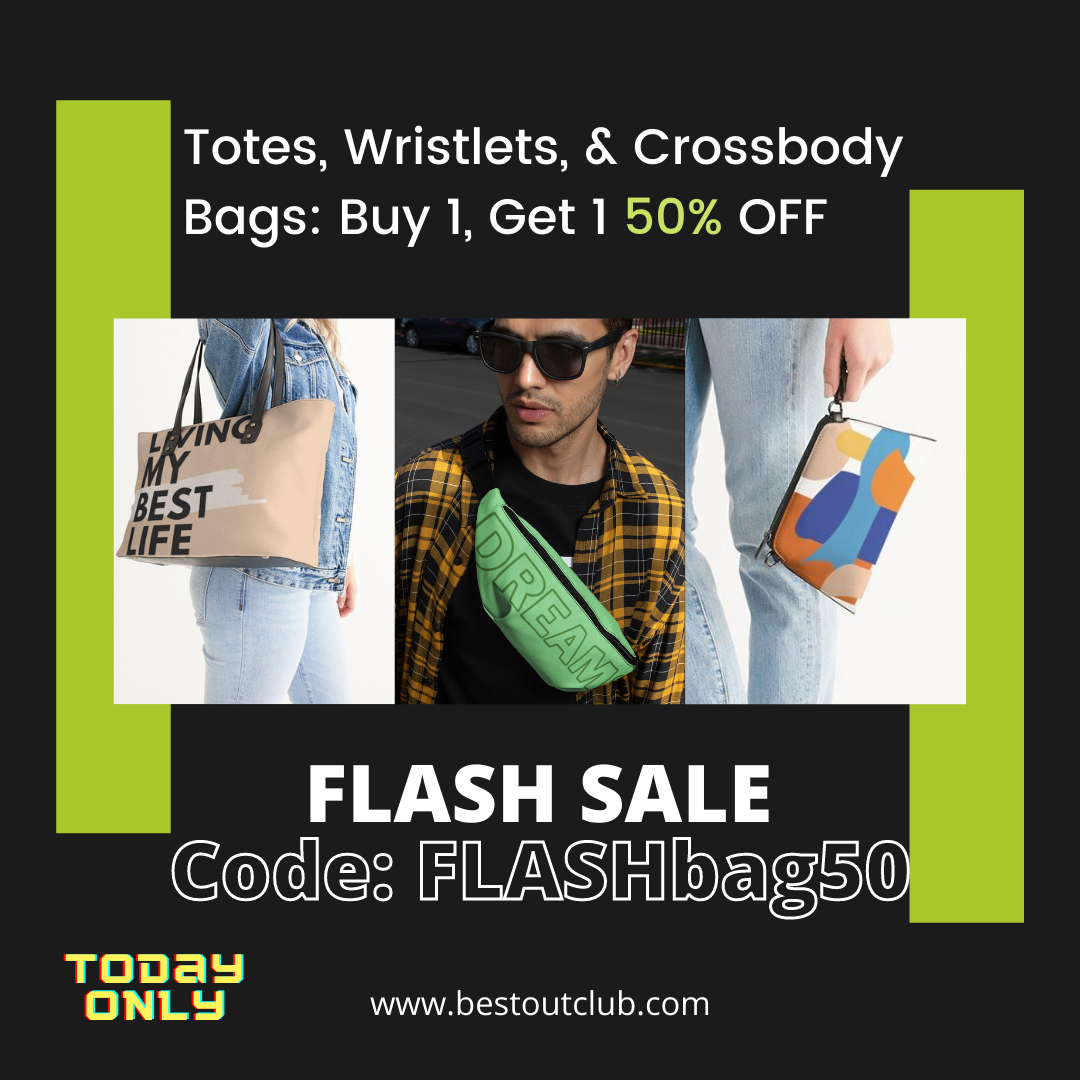 Totes, Wristlets, & Crossbody
Bags: Buy 1, Get 1 50% OFF
LIVING
MY
BEST
LIFE
DREAM
FLASH SALE
Code: FLASHbag50
TODAY
ONLY
www.bestoutclub.com